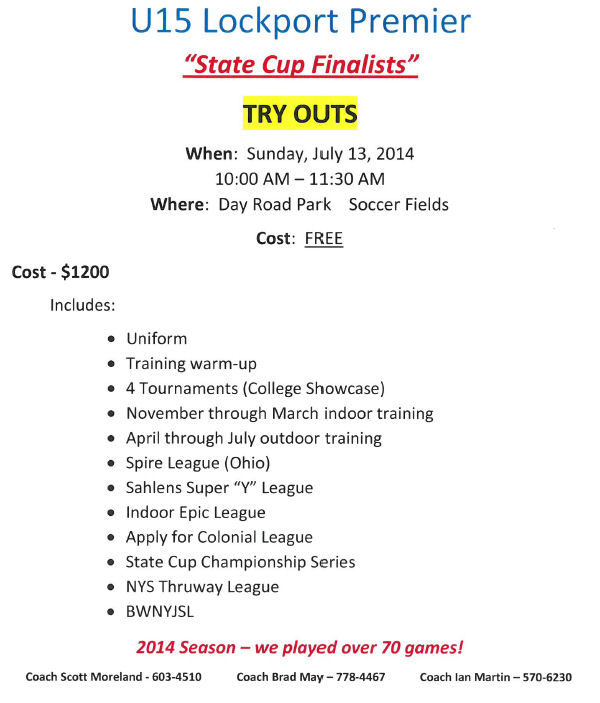 U15 Lockport Premier
“State Cup Finalists”
TRY OUTS
When: Sunday, July 13, 2014
10:00 AM – 11:30 AM
Where: Day Road Park Soccer Fields
Cost: FREE
Cost - $1200
Includes:
• Uniform
• Training warm-up
• 4 Tournaments (College Showcase)
• November through March indoor training
• April through July outdoor training
• Spire League (Ohio)
• Sahlens Super “Y” League
• Indoor Epic League
• Apply for Colonial League
• State Cup Championship Series
• NYS Thruway League
• BWNYJSL
2014 Season – we played over 70 games!
Coach Scott Moreland - 603-4510 Coach Brad May – 778-4467 Coach Ian Martin – 570-6230